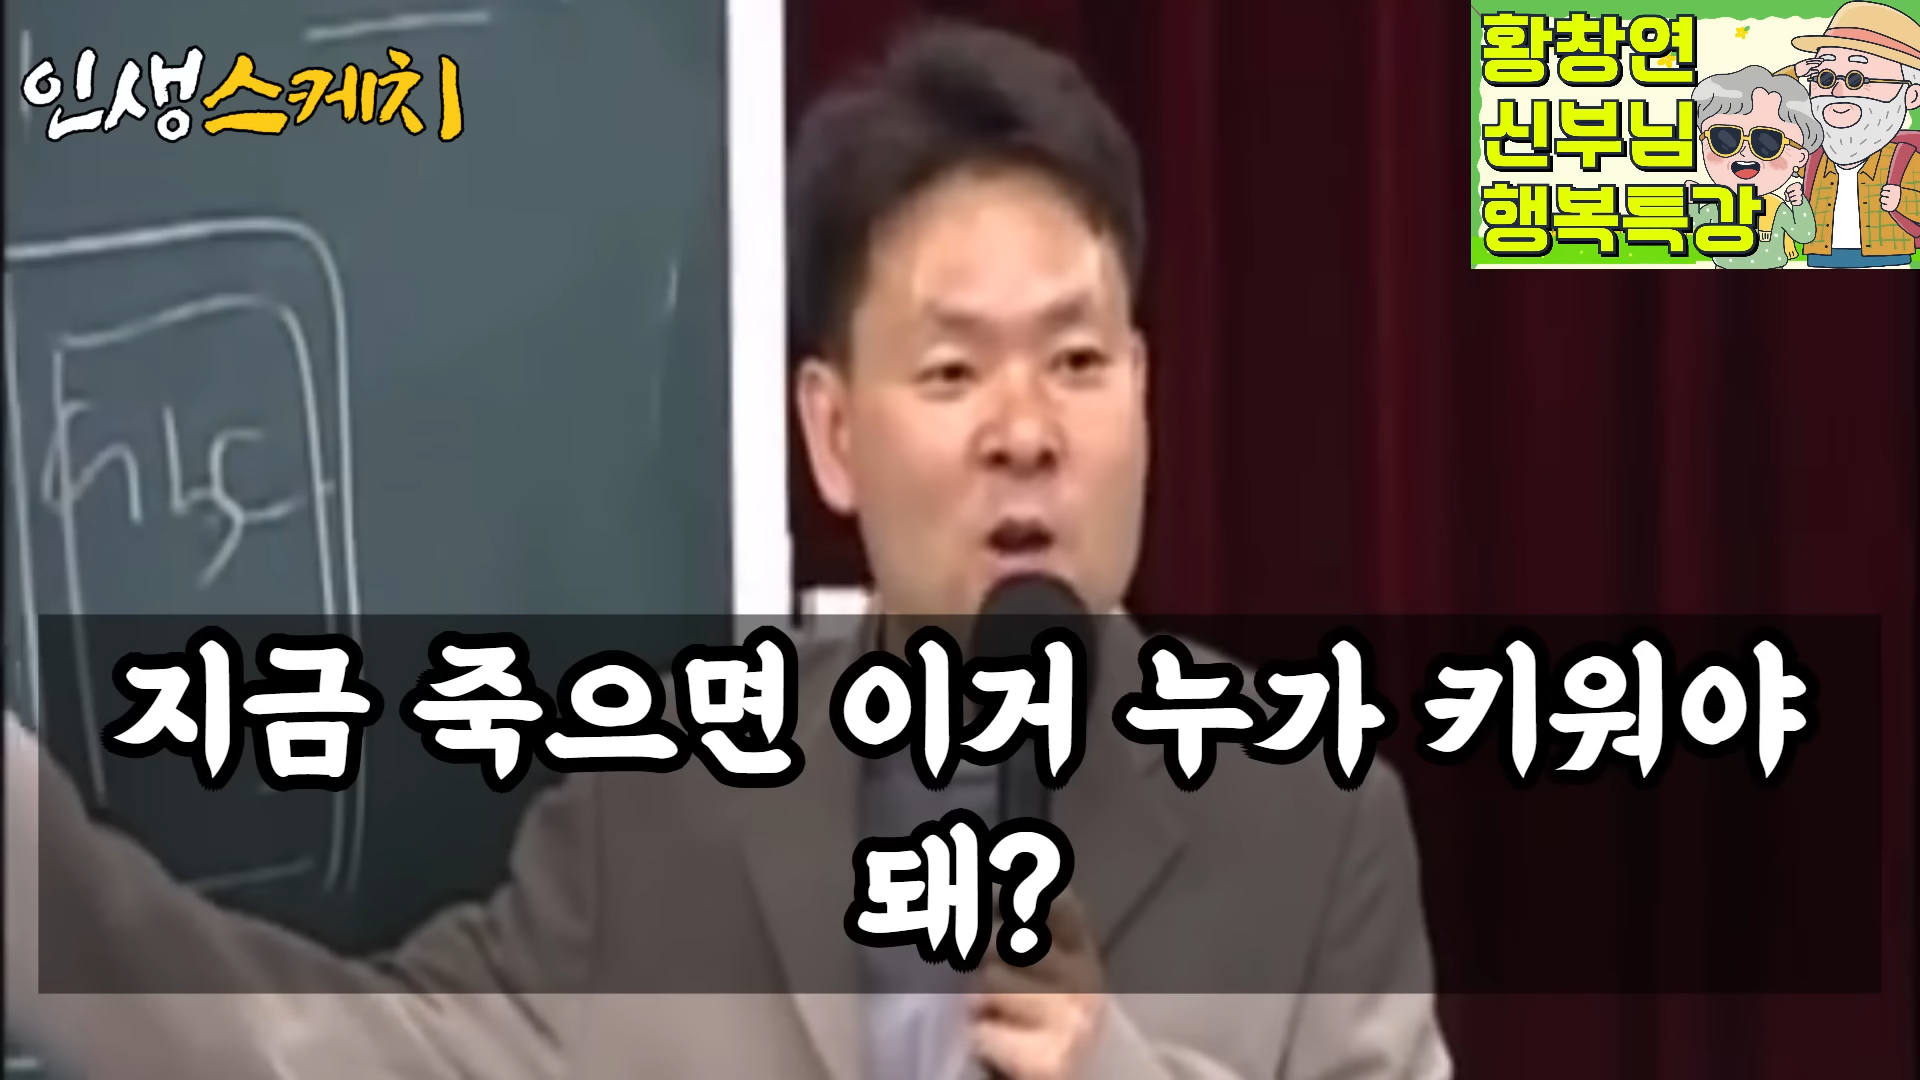 인생스케치
황창연
신부님
행복특강
지금 죽으면 이거 누가 키워야
돼?